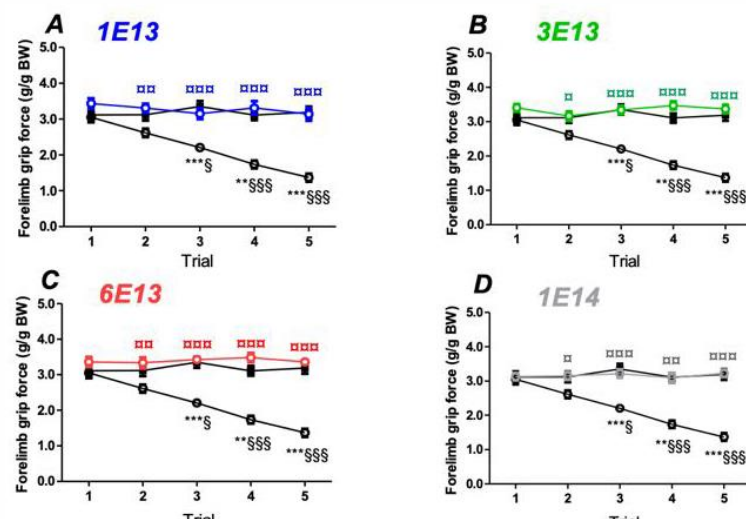 A
1E13
Forelimb grip force (g/g BW)
5.0
4.0
3.0
2.0
1.0
0.0
¤¤ ¤¤¤ ¤¤¤ ¤¤¤
***§
**§§§
***§§§
1 2 3 4 5
Trial
B
3E13
Forelimb grip force (g/g BW)
5.0
4.0
3.0
2.0
1.0
0.0
¤ ¤¤¤ ¤¤¤ ¤¤¤
***§
**§§§
***§§§
1 2 3 4 5
Trial
C
6E13
Forelimb grip force (g/g BW)
5.0
4.0
3.0
2.0
1.0
0.0
¤¤ ¤¤¤ ¤¤¤ ¤¤¤
***§
**§§§
***§§§
1 2 3 4 5
Trial
D
1E14
Forelimb grip force (g/g BW)
5.0
4.0
3.0
2.0
1.0
0.0
¤ ¤¤¤ ¤¤ ¤¤¤
***§
**§§§
***§§§
1 2 3 4 5
Trial